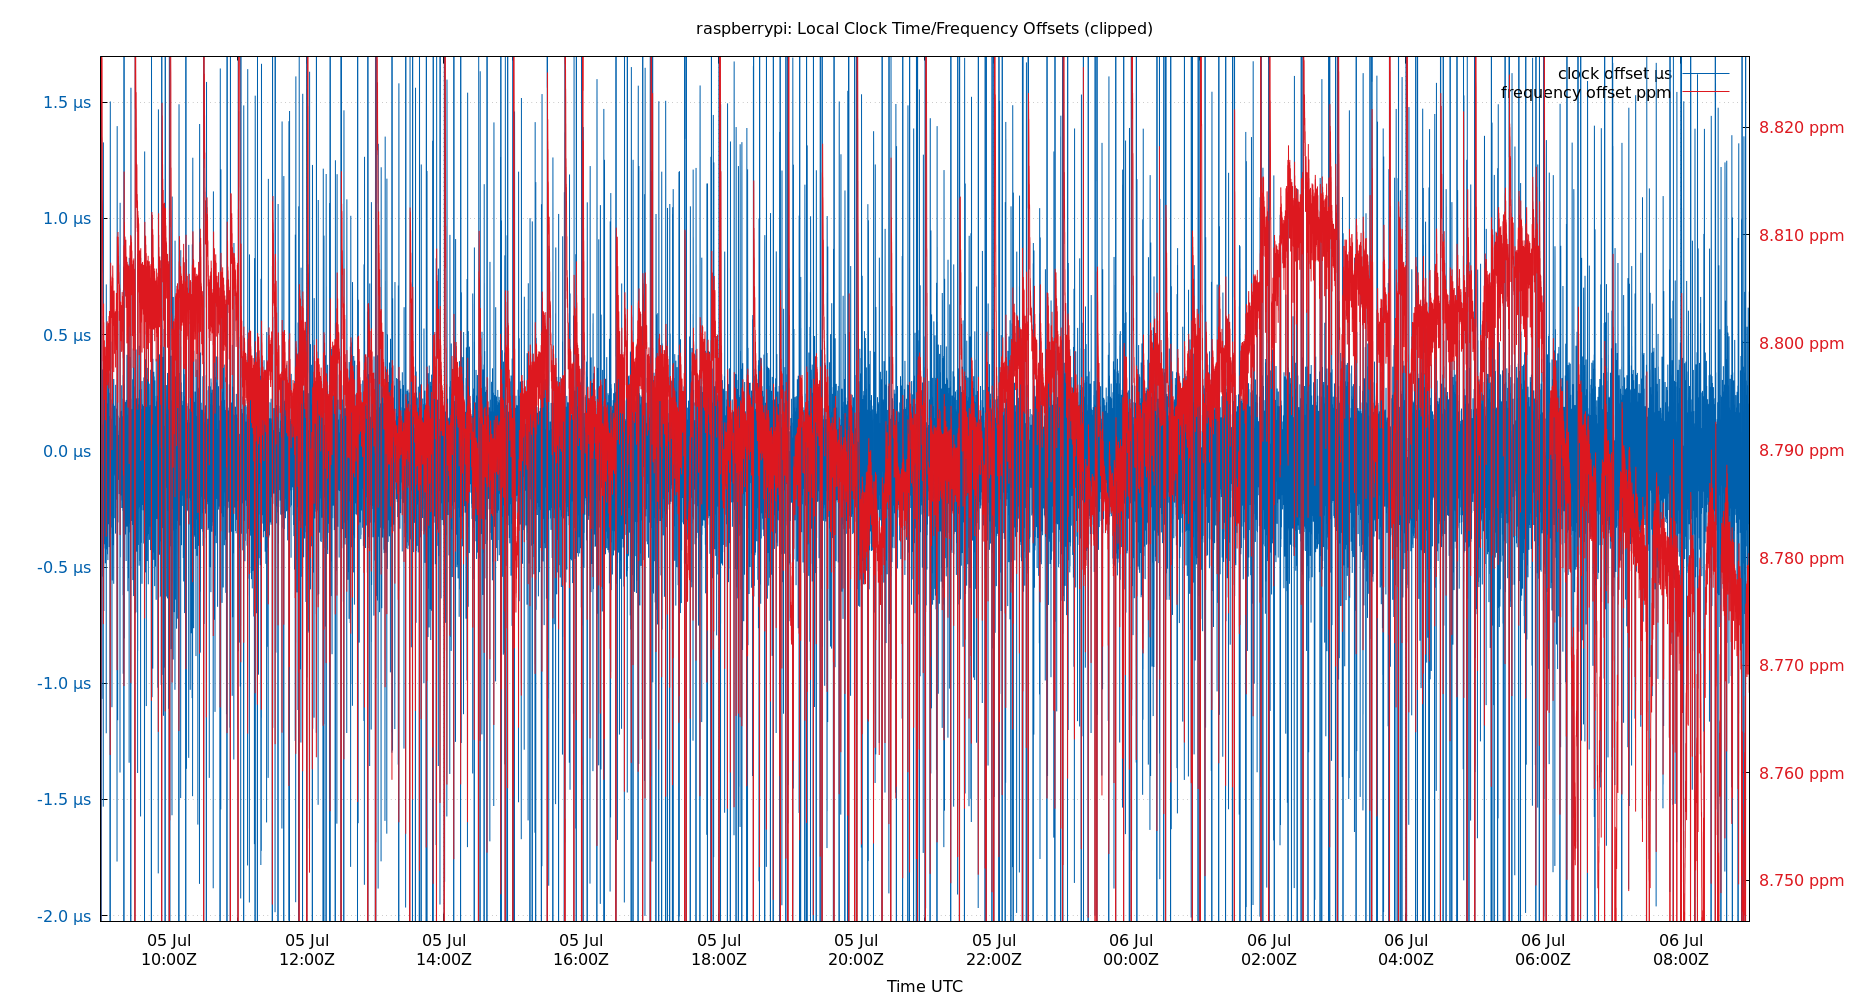 raspberrypi: Local Clock Time/Frequency Offsets (clipped)
clock offset µs
frequency offset ppm
1.5 µs
1.0 µs
0.5 µs
0.0 µs
-0.5 µs
-1.0 µs
-1.5 µs
-2.0 µs
8.820 ppm
8.810 ppm
8.800 ppm
8.790 ppm
8.780 ppm
8.770 ppm
8.760 ppm
8.750 ppm
05 Jul 05 Jul 05 Jul 05 Jul 05 Jul 05 Jul 05 Jul 06 Jul 06 Jul 06 Jul 06 Jul 06 Jul
10:00Z 12:00Z 14:00Z 16:00Z 18:00Z 20:00Z 22:00Z 00:00Z 02:00Z 04:00Z 06:00Z 08:00Z
Time UTC